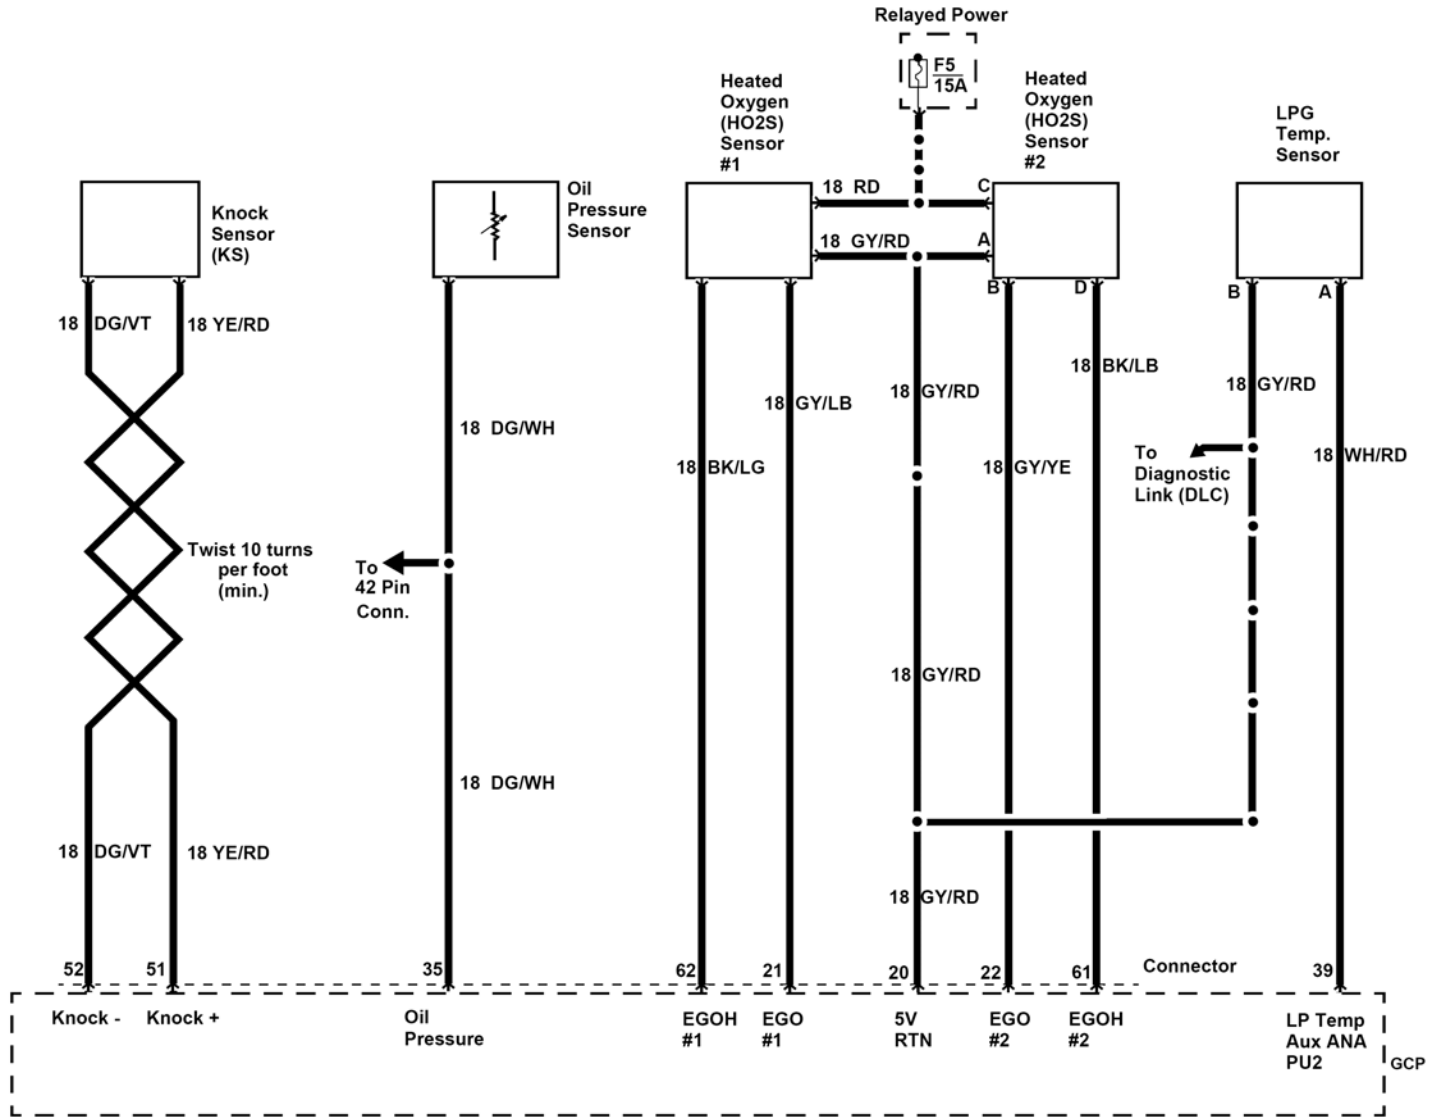 Relayed Power
F5
15A
Heated
Oxygen
(HO2S)
Sensor
#1
Heated
Oxygen
(HO2S)
Sensor
#2
LPG
Temp.
Sensor
Knock
Sensor
(KS)
Oil
Pressure
Sensor
18 RD
C
18 GY/RD
A
B
D
B
A
18 DG/VT
18 YE/RD
18 BK/LB
18 GY/RD
18 GY/RD
18 GY/LB
18 DG/WH
To
Diagnostic
Link (DLC)
18 WH/RD
18 BK/LG
18 GY/YE
Twist 10 turns
per foot
(min.)
To
42 Pin
Conn.
18 GY/RD
18 DG/WH
18 DG/VT
18 YE/RD
18 GY/RD
Connector
52
51
35
62
21
20
22
61
39
Knock -
Knock +
Oil
Pressure
EGOH
#1
EGO
#1
5V
RTN
EGO
#2
EGOH
#2
LP Temp
Aux ANA
PU2
GCP